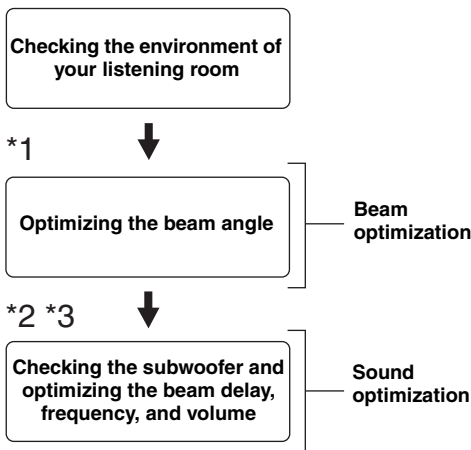 Checking the environment of
your listening room
*1
Optimizing the beam angle
Beam
optimization
*2 *3
Checking the subwoofer and
optimizing the beam delay,
frequency, and volume
Sound
optimization